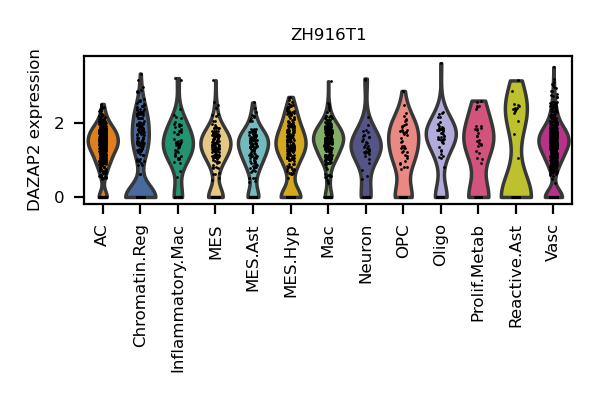 ZH916T1
DAZAP2 expression
2
0
AC
Chromatin.Reg
Inflammatory.Mac
MES
MES.Ast
MES.Hyp
Mac
Neuron
OPC
Oligo
Prolif.Metab
Reactive.Ast
Vasc